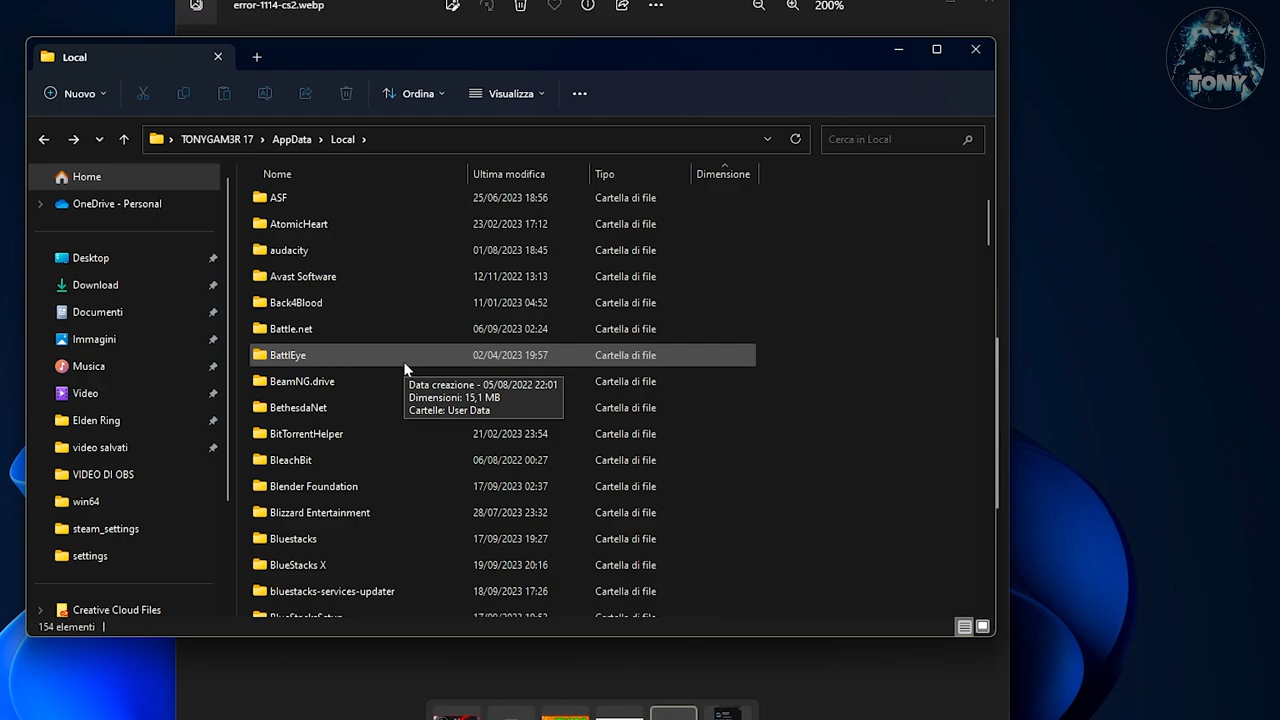 error-1114-cs2.webp
200%
TONY
Local
Nuovo
Ordina
Visualizza
TONYGAM3R 17 > AppData > Local >
Cerca in Local
Nome Ultima modifica Tipo Dimensione
Home
OneDrive - Personal
Desktop
Download
Documenti
Immagini
Musica
Video
Elden Ring
video salvati
VIDEO DI OBS
win64
steam_settings
settings
Creative Cloud Files
ASF 25/06/2023 18:56 Cartella di file
AtomicHeart 23/02/2023 17:12 Cartella di file
audacity 01/08/2023 18:45 Cartella di file
Avast Software 12/11/2022 13:13 Cartella di file
Back4Blood 11/01/2023 04:52 Cartella di file
Battle.net 06/09/2023 02:24 Cartella di file
BattlEye 02/04/2023 19:57 Cartella di file
BeamNG.drive Cartella di file
BethesdaNet Cartella di file
Data creazione - 05/08/2022 22:01
Dimensioni: 15,1 MB
Cartelle: User Data
BitTorrentHelper 21/02/2023 23:54 Cartella di file
BleachBit 06/08/2022 00:27 Cartella di file
Blender Foundation 17/09/2023 02:37 Cartella di file
Blizzard Entertainment 28/07/2023 23:32 Cartella di file
Bluestacks 17/09/2023 19:27 Cartella di file
BlueStacks X 19/09/2023 20:16 Cartella di file
bluestacks-services-updater 18/09/2023 17:26 Cartella di file
154 elementi